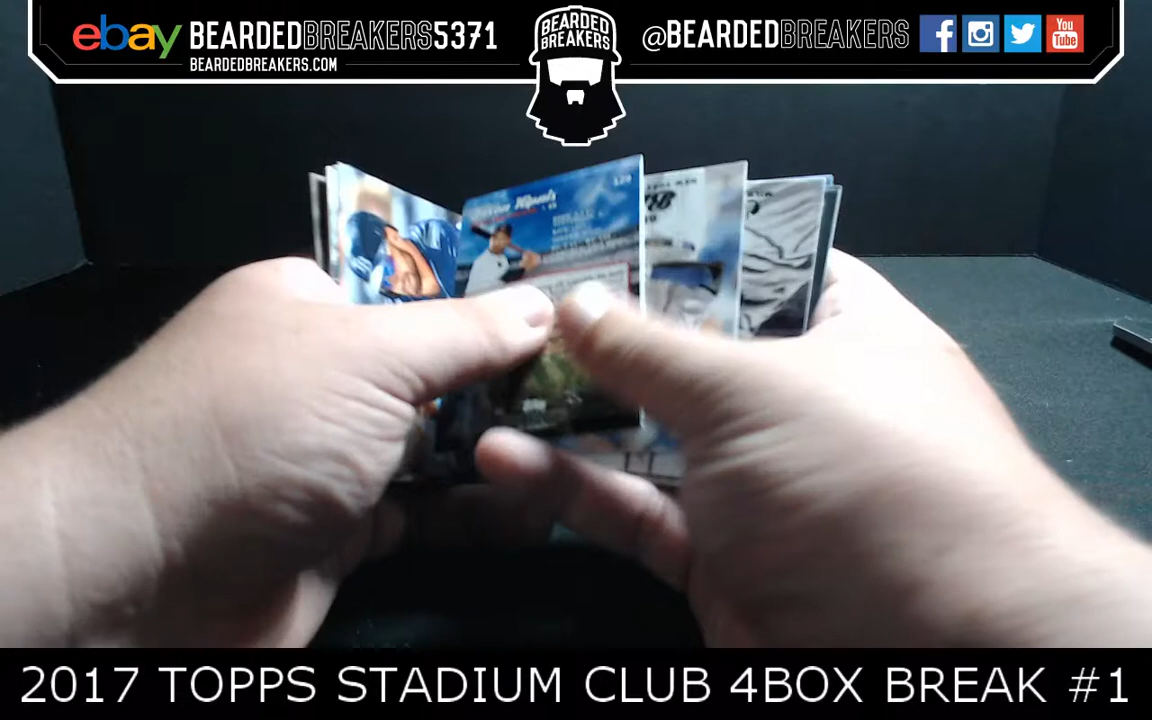 ebay BEARDEDBREAKERS5371
BEARDEDBREAKERS.COM
BEARDED
BREAKERS
@BEARDEDBREAKERS
You
Tube
2017 TOPPS STADIUM CLUB 4BOX BREAK #1